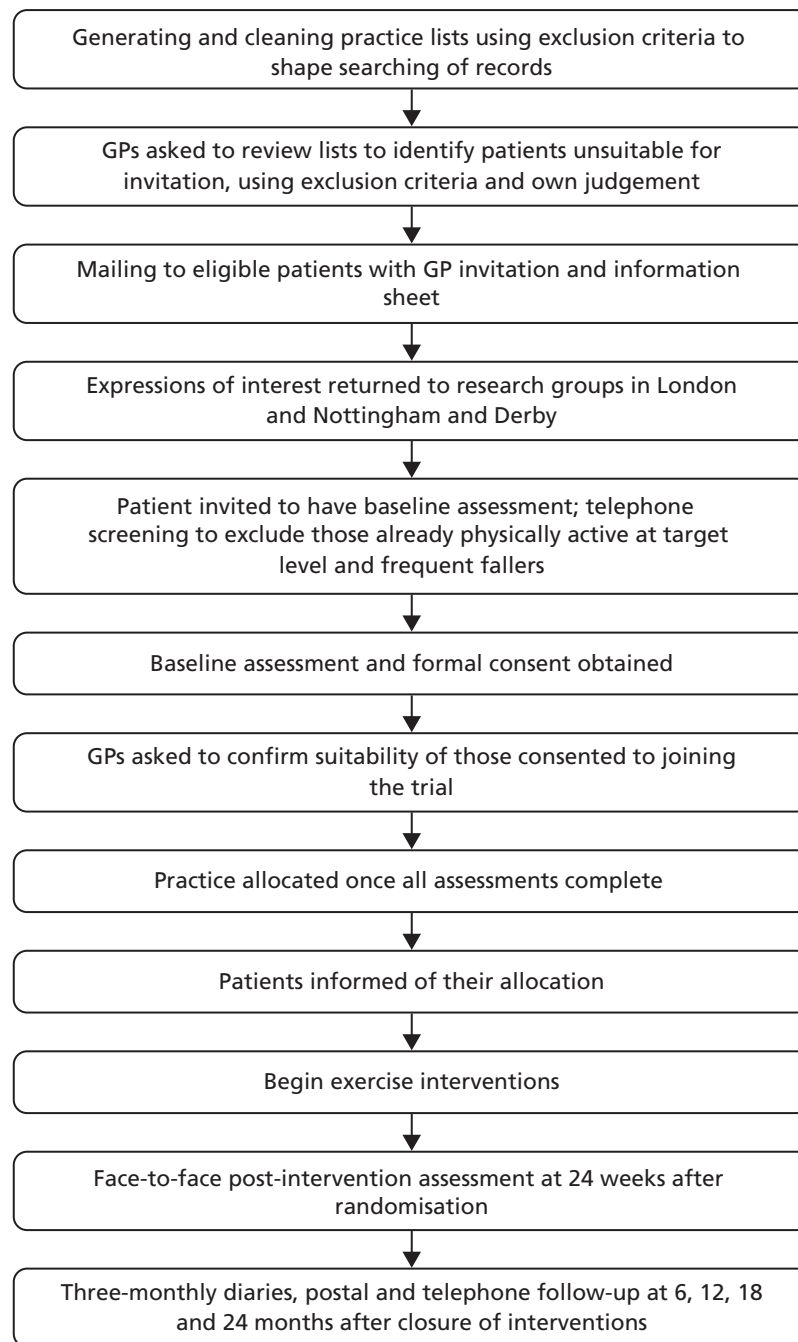 Generating and cleaning practice lists using exclusion criteria to
shape searching of records
GPs asked to review lists to identify patients unsuitable for
invitation, using exclusion criteria and own judgement
Mailing to eligible patients with GP invitation and information
sheet
Expressions of interest returned to research groups in London
and Nottingham and Derby
Patient invited to have baseline assessment; telephone
screening to exclude those already physically active at target
level and frequent fallers
Baseline assessment and formal consent obtained
GPs asked to confirm suitability of those consented to joining
the trial
Practice allocated once all assessments complete
Patients informed of their allocation
Begin exercise interventions
Face-to-face post-intervention assessment at 24 weeks after
randomisation
Three-monthly diaries, postal and telephone follow-up at 6, 12, 18
and 24 months after closure of interventions